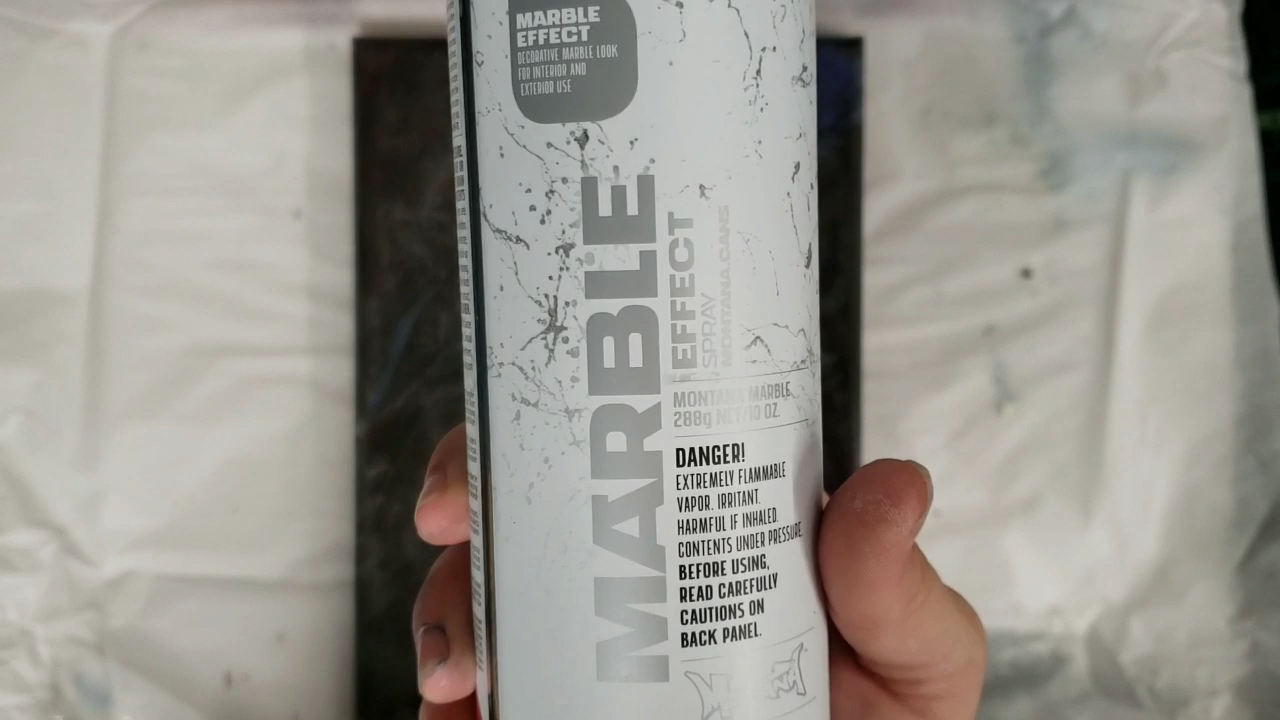 MARBLE
EFFECT
DECORATIVE MARBLE LOOK
FOR INTERIOR AND
EXTERIOR USE
MARBLE
EFFECT
SPRAY
MONTANA CANS
MONTANA MARBLE
288g NET/10 OZ.
DANGER!
EXTREMELY FLAMMABLE
VAPOR. IRRITANT.
HARMFUL IF INHALED.
CONTENTS UNDER PRESSURE.
BEFORE USING,
READ CAREFULLY
CAUTIONS ON
BACK PANEL.